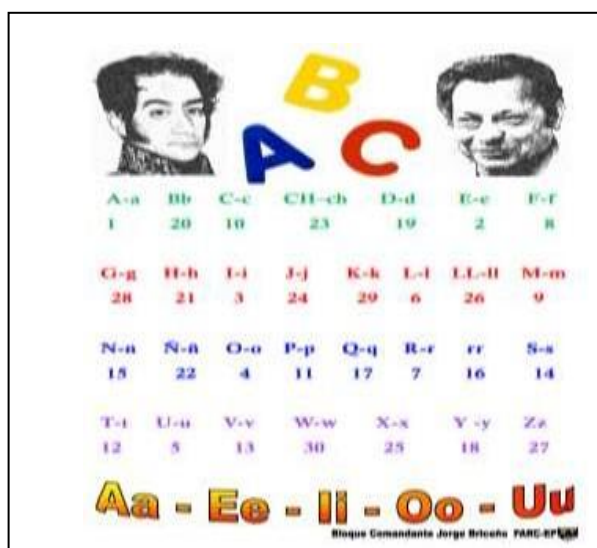 B
A C
A-a Bb C-c CH-ch D-d E-e F-f
1 20 10 23 19 2 8
G-g H-h I-i J-j K-k L-l LL-ll M-m
28 21 3 24 29 6 26 9
N-n Ñ-ñ O-o P-p Q-q R-r rr S-s
15 22 4 11 17 7 16 14
T-t U-u V-v W-w X-x Y -y Zz
12 5 13 30 25 18 27
Aa - Ee - Ii - Oo - Uu
Bloque Comandante Jorge Briceño FARC-EP